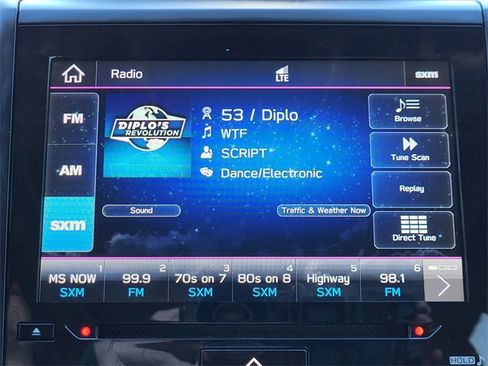 Radio
LTE
sxm
FM
AM
sxm
DIPLO'S
REVOLUTION
53 / Diplo
WTF
SCRIPT
Dance/Electronic
Sound
Traffic & Weather Now
Browse
Tune Scan
Replay
Direct Tune
1
MS NOW
SXM
2
99.9
FM
3
70s on 7
SXM
4
80s on 8
SXM
5
Highway
SXM
6
98.1
FM
HOLD